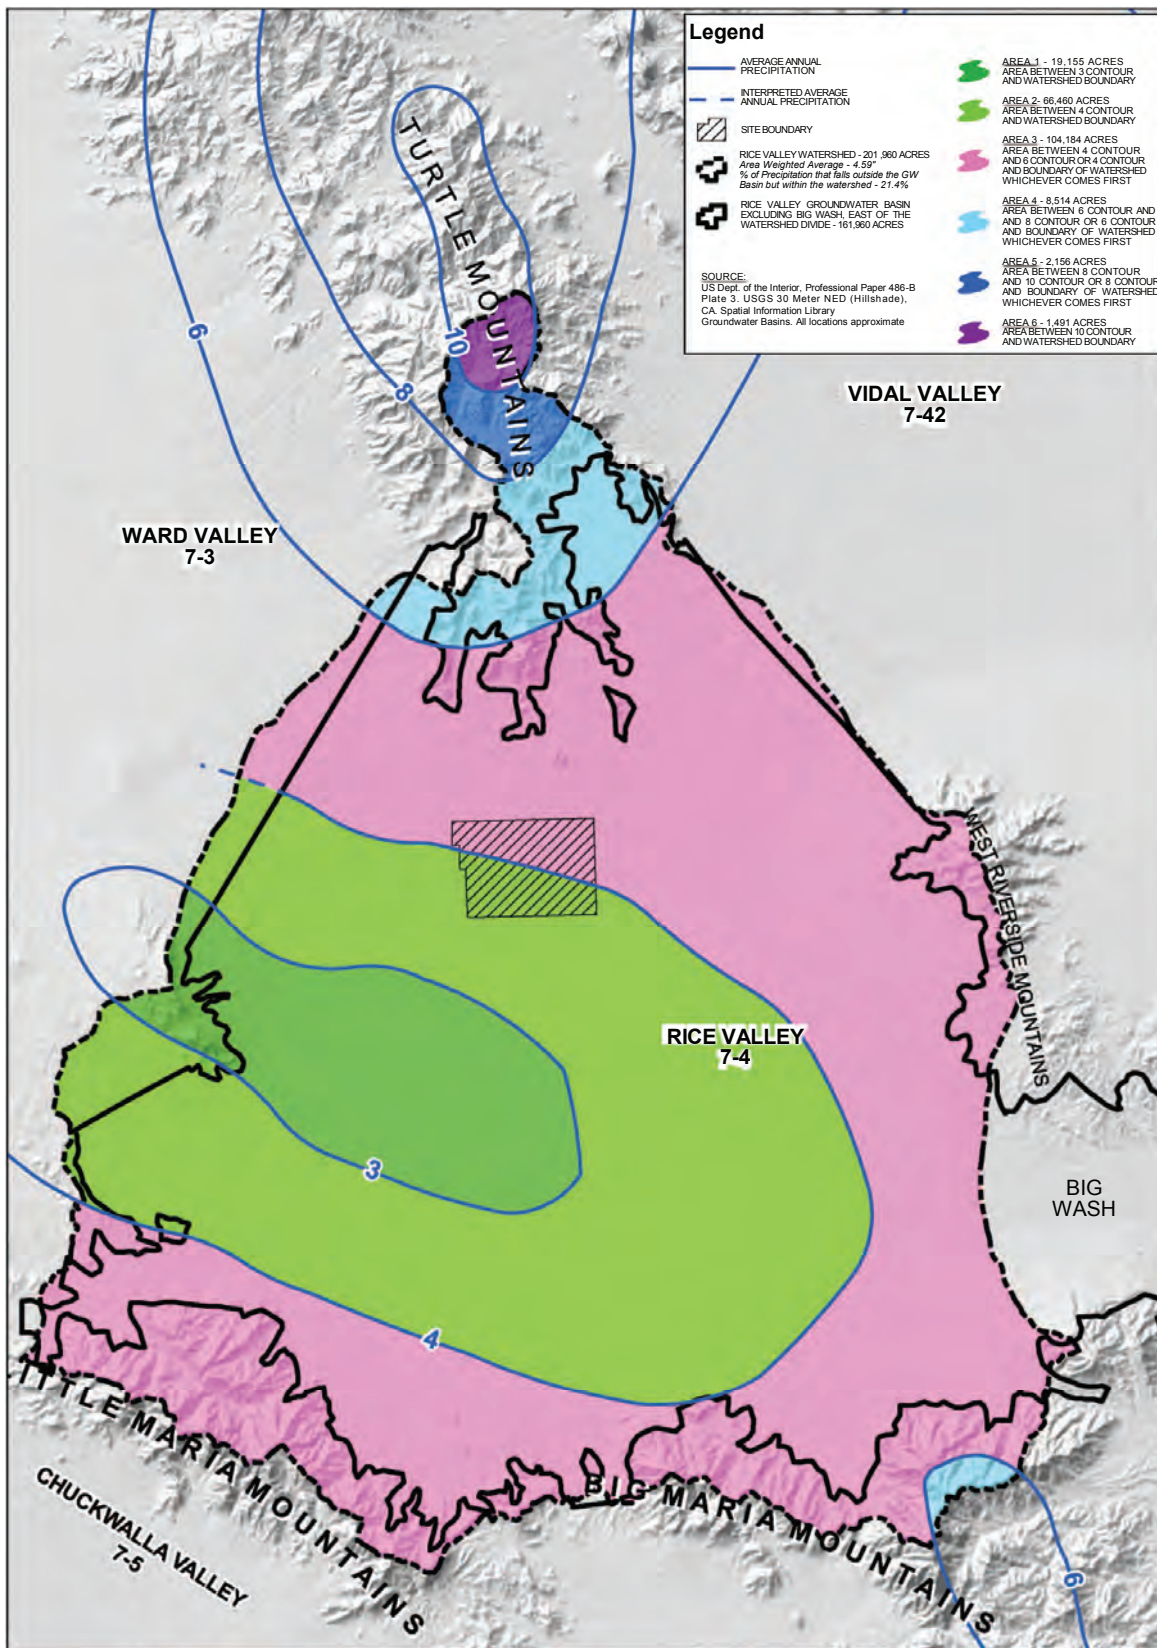 Legend
AVERAGE ANNUAL
PRECIPITATION
INTERPRETED AVERAGE
ANNUAL PRECIPITATION
SITE BOUNDARY
RICE VALLEY WATERSHED - 201 ,960 ACRES
Area Weighted Average - 4.59"
% of Precipitation that falls outside the GW
Basin but within the watershed - 21.4%
RICE VALLEY GROUNDWATER BASIN
EXCLUDING BIG WASH, EAST OF THE
WATERSHED DIVIDE - 161,960 ACRES
SOURCE:
US Dept. of the Interior, Professional Paper 486-B
Plate 3. USGS 30 Meter NED (Hillshade),
CA. Spatial Information Library
Groundwater Basins. All locations approximate
AREA 1 - 19,155 ACRES
AREA BETWEEN 3 CONTOUR
AND WATERSHED BOUNDARY
AREA 2- 66,460 ACRES
AREA BETWEEN 4 CONTOUR
AND WATERSHED BOUNDARY
AREA 3 - 104,184 ACRES
AREA BETWEEN 4 CONTOUR
AND 6 CONTOUR OR 4 CONTOUR
AND BOUNDARY OF WATERSHED
WHICHEVER COMES FIRST
AREA 4 - 8,514 ACRES
AREA BETWEEN 6 CONTOUR AND
AND 8 CONTOUR OR 6 CONTOUR
AND BOUNDARY OF WATERSHED
WHICHEVER COMES FIRST
AREA 5 - 2,156 ACRES
AREA BETWEEN 8 CONTOUR
AND 10 CONTOUR OR 8 CONTOUR
AND BOUNDARY OF WATERSHED
WHICHEVER COMES FIRST
AREA 6 - 1,491 ACRES
AREA BETWEEN 10 CONTOUR
AND WATERSHED BOUNDARY
TURTLE MOUNTAINS
6
10
8
VIDAL VALLEY
7-42
WARD VALLEY
7-3
WEST RIVERSIDE MOUNTAINS
RICE VALLEY
7-4
3
BIG
WASH
4
ITTLE MARIA MOUNTAINS
BIG MARIA MOUNTAINS
CHUCKWALLA VALLEY
7-5
6